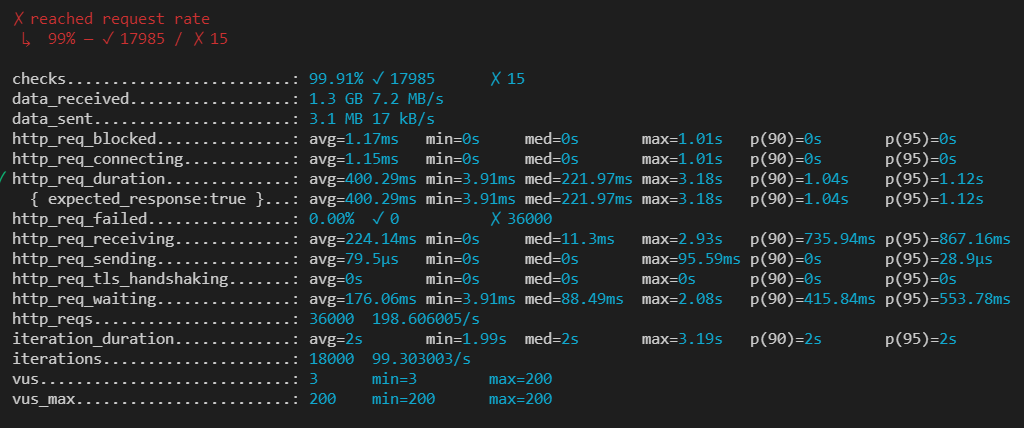 ✗ reached request rate
↳ 99% — ✓ 17985 / ✗ 15
checks.........................: 99.91% ✓ 17985 ✗ 15
data_received..................: 1.3 GB 7.2 MB/s
data_sent......................: 3.1 MB 17 kB/s
http_req_blocked...............: avg=1.17ms min=0s med=0s max=1.01s p(90)=0s p(95)=0s
http_req_connecting............: avg=1.15ms min=0s med=0s max=1.01s p(90)=0s p(95)=0s
✓ http_req_duration..............: avg=400.29ms min=3.91ms med=221.97ms max=3.18s p(90)=1.04s p(95)=1.12s
{ expected_response:true }...: avg=400.29ms min=3.91ms med=221.97ms max=3.18s p(90)=1.04s p(95)=1.12s
http_req_failed................: 0.00% ✓ 0 ✗ 36000
http_req_receiving.............: avg=224.14ms min=0s med=11.3ms max=2.93s p(90)=735.94ms p(95)=867.16ms
http_req_sending...............: avg=79.5µs min=0s med=0s max=95.59ms p(90)=0s p(95)=28.9µs
http_req_tls_handshaking.......: avg=0s min=0s med=0s max=0s p(90)=0s p(95)=0s
http_req_waiting...............: avg=176.06ms min=3.91ms med=88.49ms max=2.08s p(90)=415.84ms p(95)=553.78ms
http_reqs......................: 36000 198.606005/s
iteration_duration.............: avg=2s min=1.99s med=2s max=3.19s p(90)=2s p(95)=2s
iterations.....................: 18000 99.303003/s
vus............................: 3 min=3 max=200
vus_max........................: 200 min=200 max=200